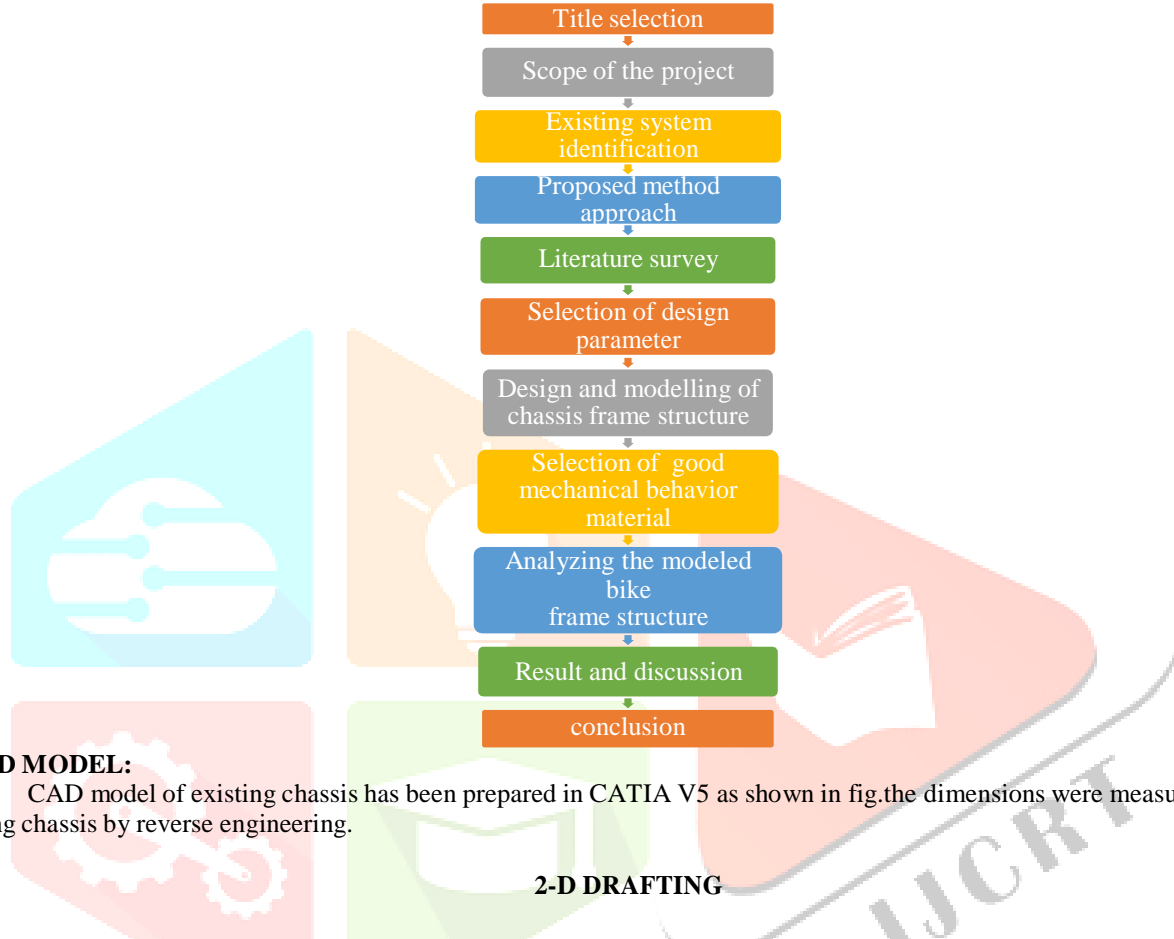 Title selection
Scope of the project
Existing system
identification
Proposed method
approach
Literature survey
Selection of design
parameter
Design and modelling of
chassis frame structure
Selection of good
mechanical behavior
material
Analyzing the modeled
bike
frame structure
Result and discussion
conclusion
D MODEL:
CAD model of existing chassis has been prepared in CATIA V5 as shown in fig.the dimensions were measu
ng chassis by reverse engineering.
2-D DRAFTING
IJCRT